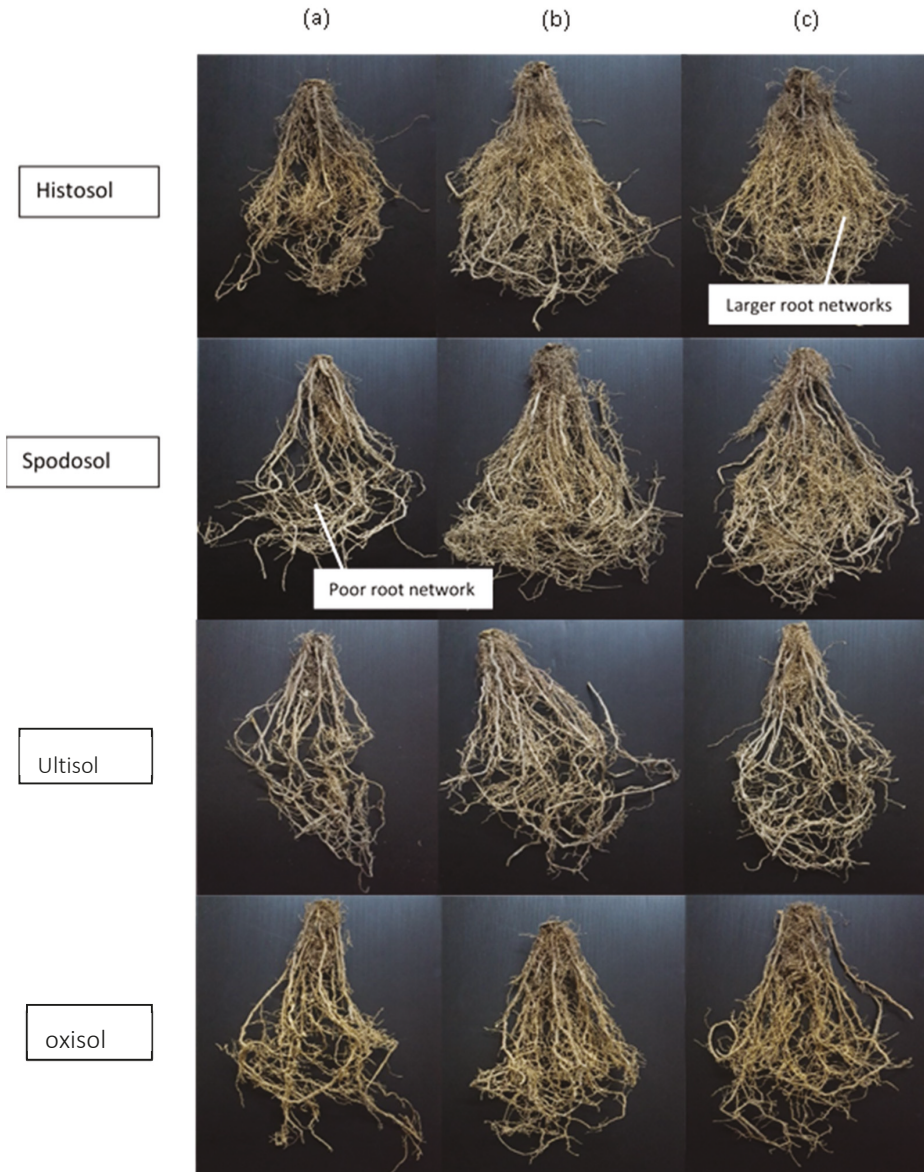 (a) (b) (c)
Histosol
Larger root networks
Spodosol
Poor root network
Ultisol
oxisol